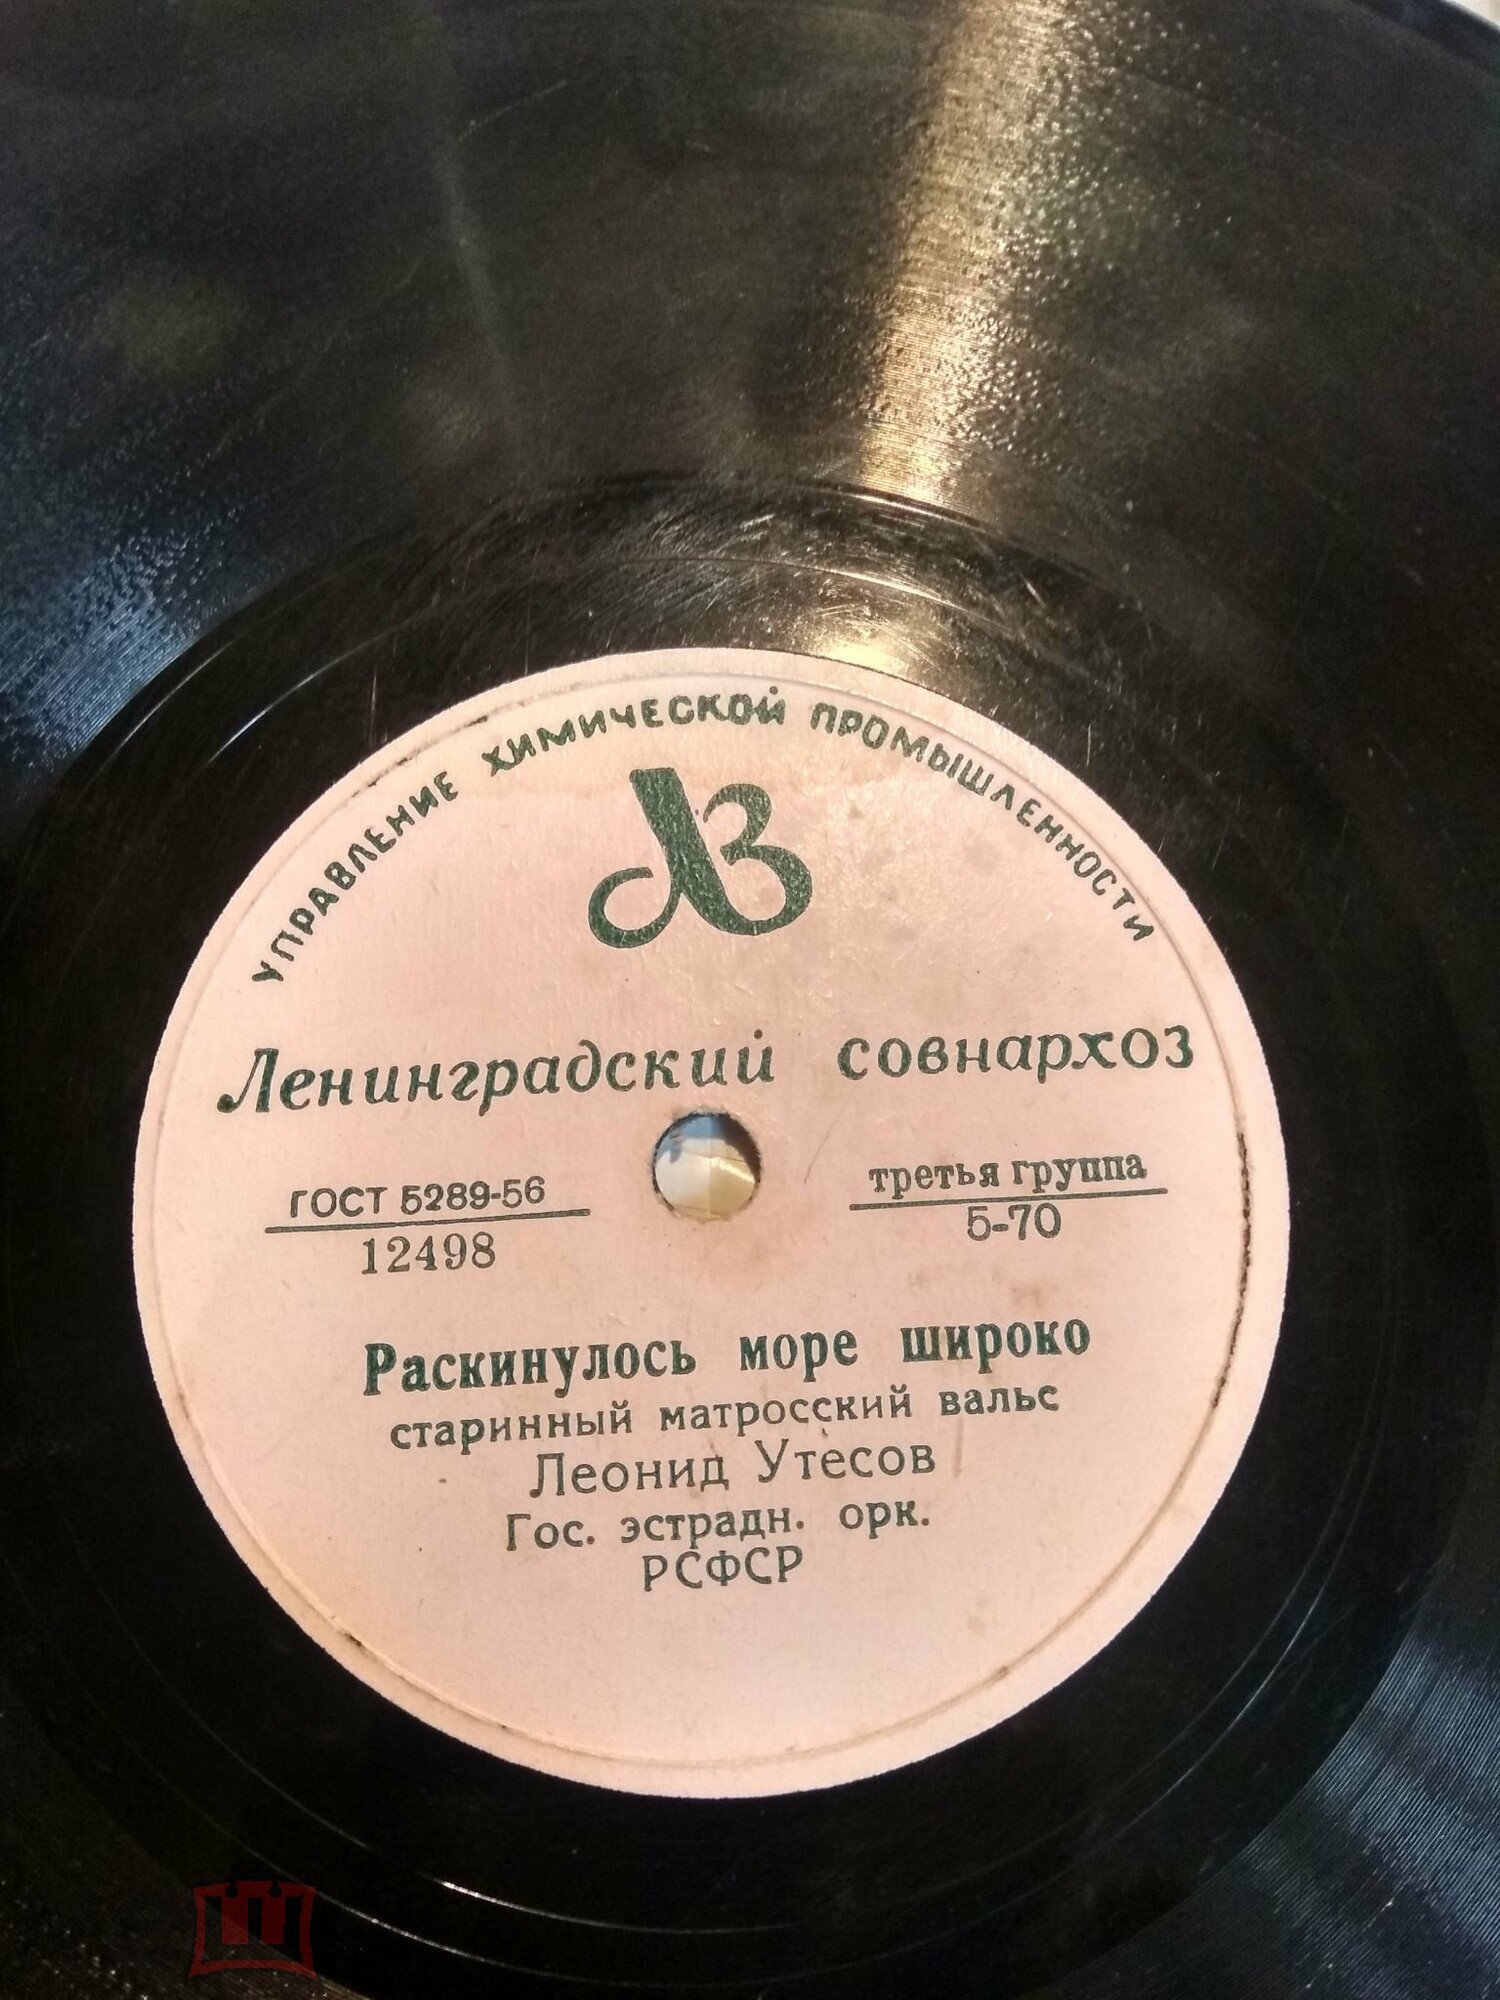 УПРАВЛЕНИЕ ХИМИЧЕСКОЙ ПРОМЫШЛЕННОСТИ
ЛЗ
Ленинградский совнархоз
ГОСТ 5289-56
12498
третья группа
5-70
Раскинулось море широко
старинный матросский вальс
Леонид Утесов
Гос. эстрадн. орк.
РСФСР